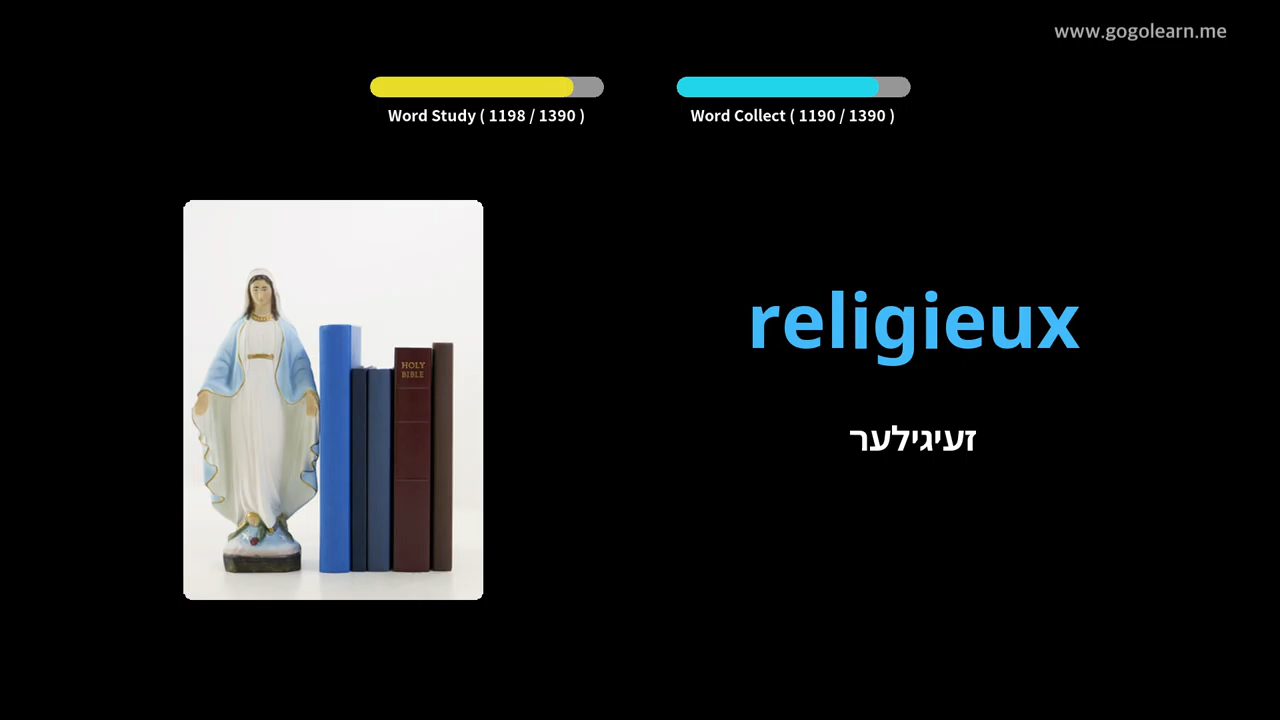 www.gogolearn.me
Word Study ( 1198 / 1390 )
Word Collect ( 1190 / 1390 )
HOLY
BIBLE
religieux
זעיגילער